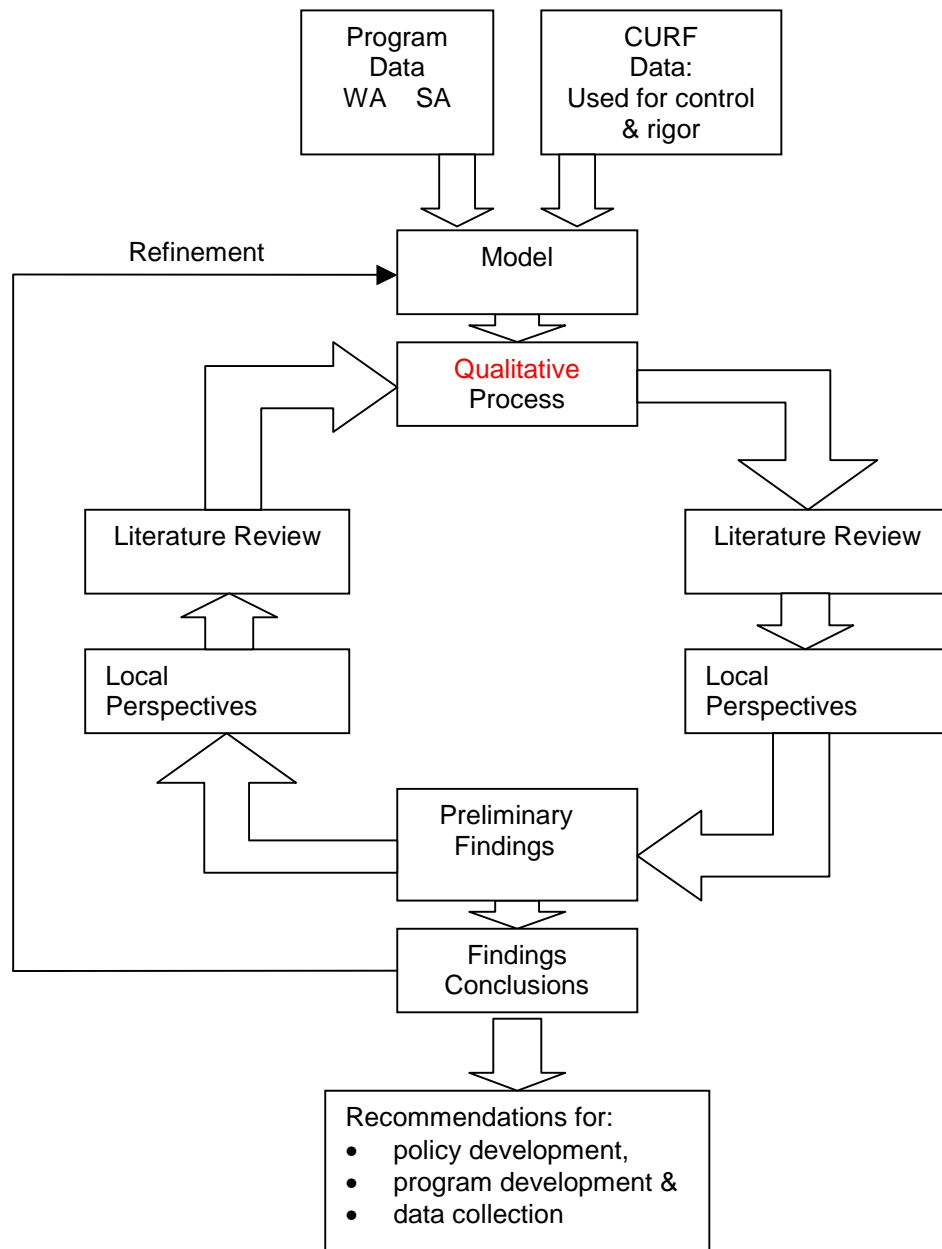 Program
Data
WA SA
CURF
Data:
Used for control
& rigor
Refinement
Model
Qualitative
Process
Literature Review
Literature Review
Local
Perspectives
Local
Perspectives
Preliminary
Findings
Findings
Conclusions
Recommendations for:
• policy development,
• program development &
• data collection